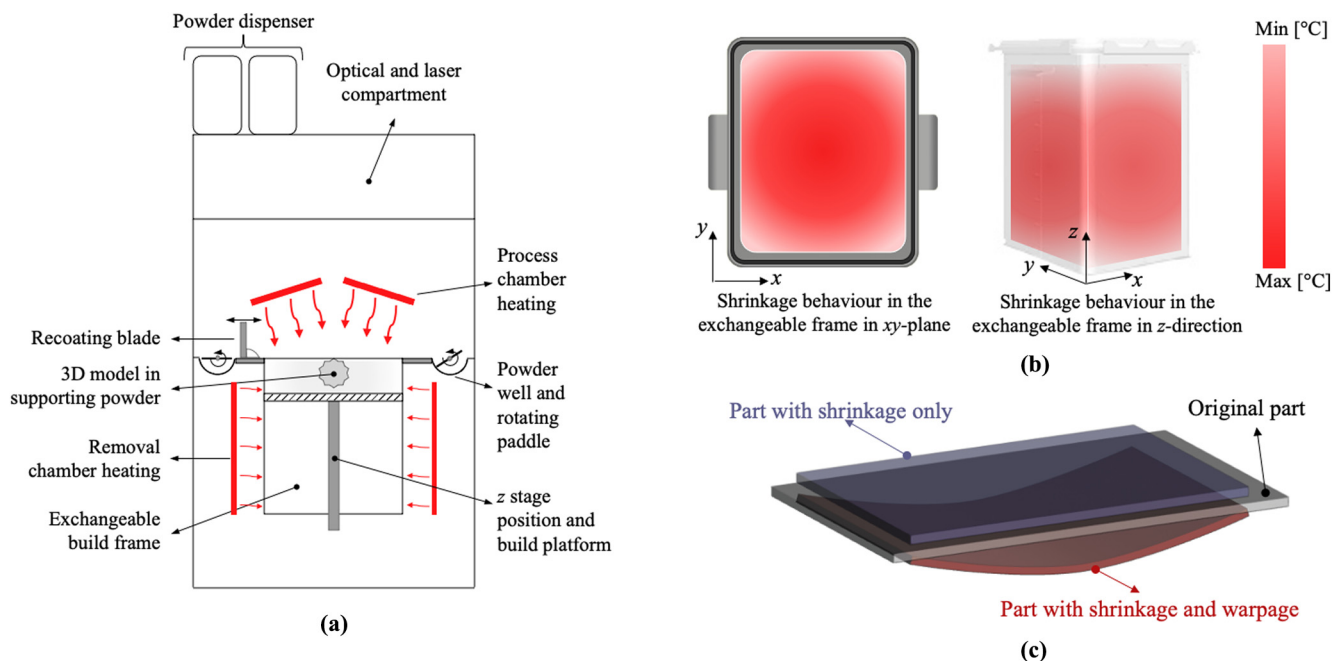 Powder dispenser
Optical and laser
compartment
Process
chamber
heating
Recoating blade
3D model in
supporting powder
Powder
well and
rotating
paddle
Removal
chamber heating
Exchangeable
build frame
z stage
position and
build platform
(a)
y
x
Shrinkage behaviour in the
exchangeable frame in xy-plane
z
y
x
Shrinkage behaviour in the
exchangeable frame in z-direction
Min [°C]
Max [°C]
(b)
Part with shrinkage only
Original part
Part with shrinkage and warpage
(c)